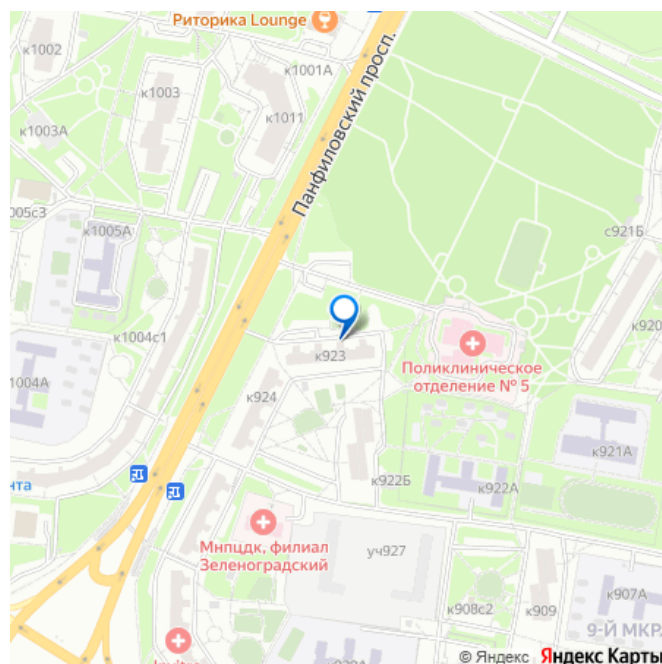 Риторика Lounge
к1002
к1001А
к1003
к1011
к1003А
Панфиловский просп.
005с3
к1005А
с921Б
к920
к1004с1
к923
Поликлиническое
отделение № 5
1004А
к924
к921А
нта
к922Б
к922А
Мнпцдк, филиал
Зеленоградский
уч927
к907А
к908с2
к909
9-Й МКР
© Яндекс Яндекс Карты